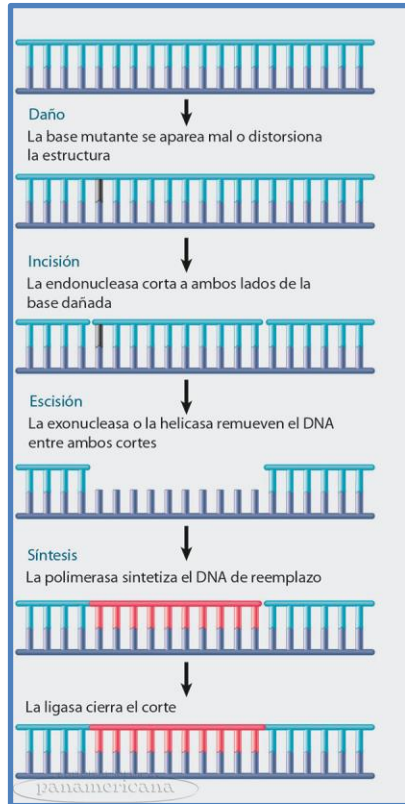 Daño
La base mutante se aparea mal o distorsiona
la estructura
Incisión
La endonucleasa corta a ambos lados de la
base dañada
Escisión
La exonucleasa o la helicasa remueven el DNA
entre ambos cortes
Síntesis
La polimerasa sintetiza el DNA de reemplazo
La ligasa cierra el corte
panamericana